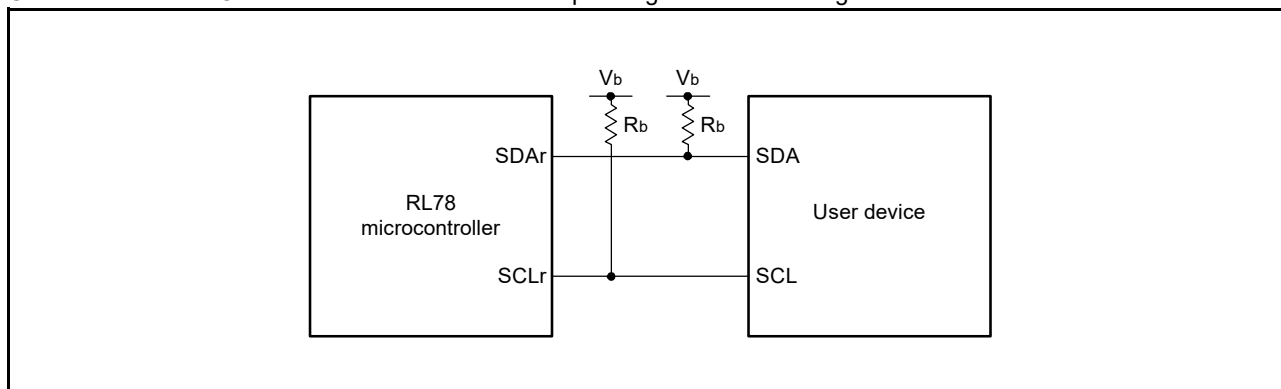 Vb Vb
Rb Rb
SDAr SDA
RL78
microcontroller
User device
SCLr SCL